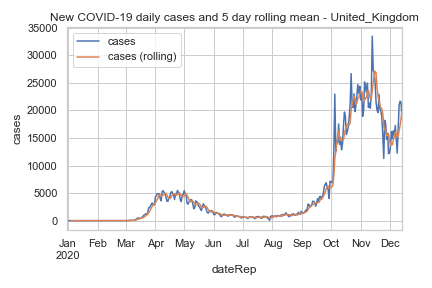 New COVID-19 daily cases and 5 day rolling mean - United_Kingdom
35000
30000
25000
20000
15000
10000
5000
0
cases
cases
cases (rolling)
Jan Feb Mar Apr May Jun Jul Aug Sep Oct Nov Dec
2020
dateRep